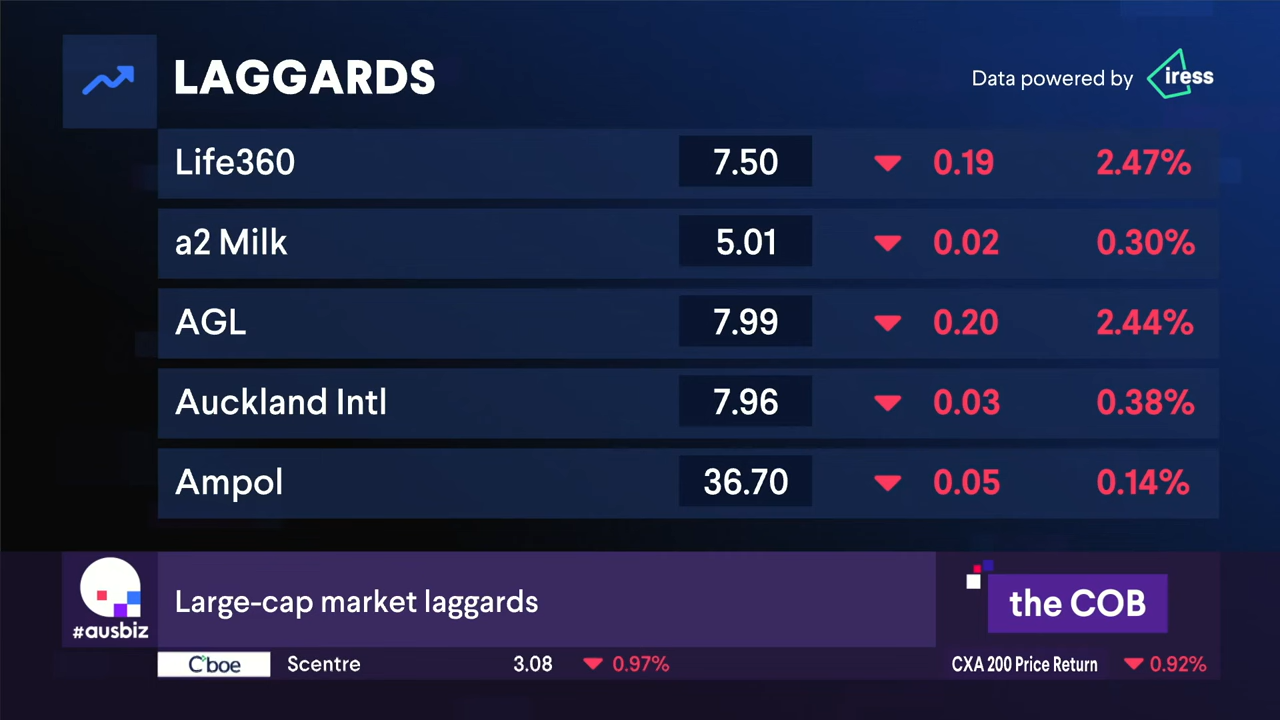 LAGGARDS
Data powered by iress
Life360 7.50 0.19 2.47%
a2 Milk 5.01 0.02 0.30%
AGL 7.99 0.20 2.44%
Auckland Intl 7.96 0.03 0.38%
Ampol 36.70 0.05 0.14%
Large-cap market laggards
#ausbiz
the COB
Cboe Scentre 3.08 0.97% CXA 200 Price Return 0.92%